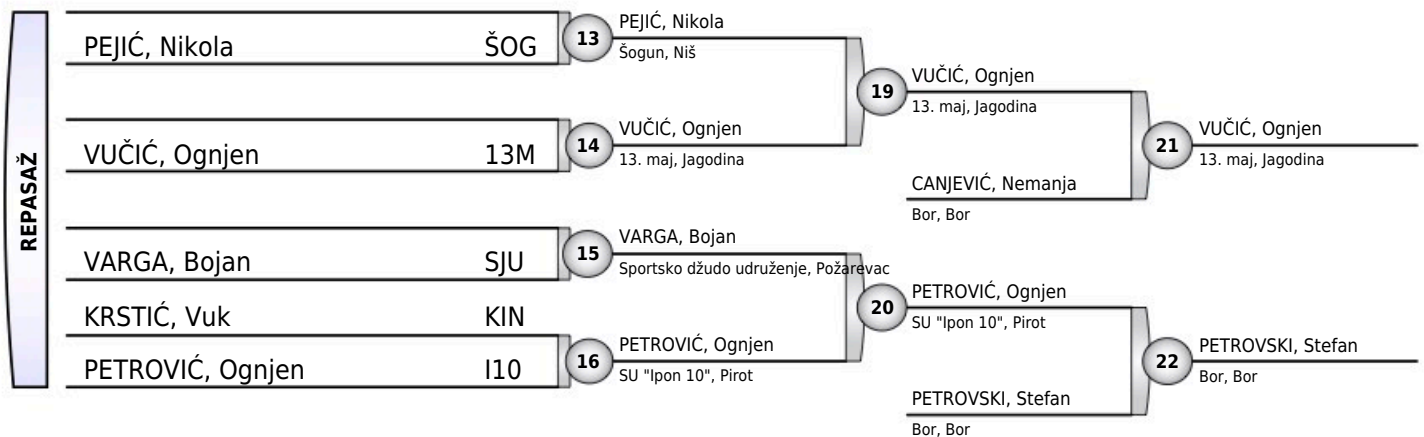 REPASAŽ
PEJIĆ, Nikola ŠOG
13
PEJIĆ, Nikola
Šogun, Niš
VUČIĆ, Ognjen 13M
14
VUČIĆ, Ognjen
13. maj, Jagodina
19
VUČIĆ, Ognjen
13. maj, Jagodina
CANJEVIĆ, Nemanja
Bor, Bor
21
VUČIĆ, Ognjen
13. maj, Jagodina
VARGA, Bojan SJU
15
VARGA, Bojan
Sportsko džudo udruženje, Požarevac
KRSTIĆ, Vuk KIN
PETROVIĆ, Ognjen I10
16
PETROVIĆ, Ognjen
SU "Ipon 10", Pirot
20
PETROVIĆ, Ognjen
SU "Ipon 10", Pirot
PETROVSKI, Stefan
Bor, Bor
22
PETROVSKI, Stefan
Bor, Bor